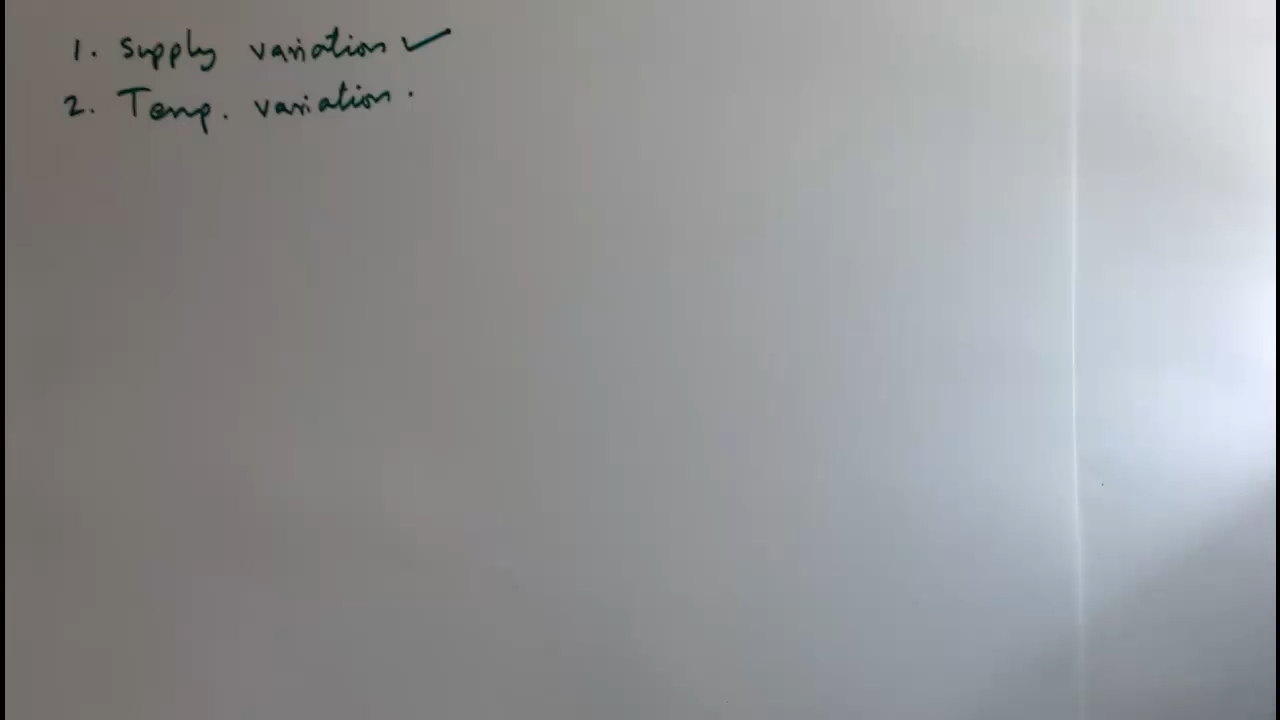 1. Supply variation ✓
2. Temp. variation.